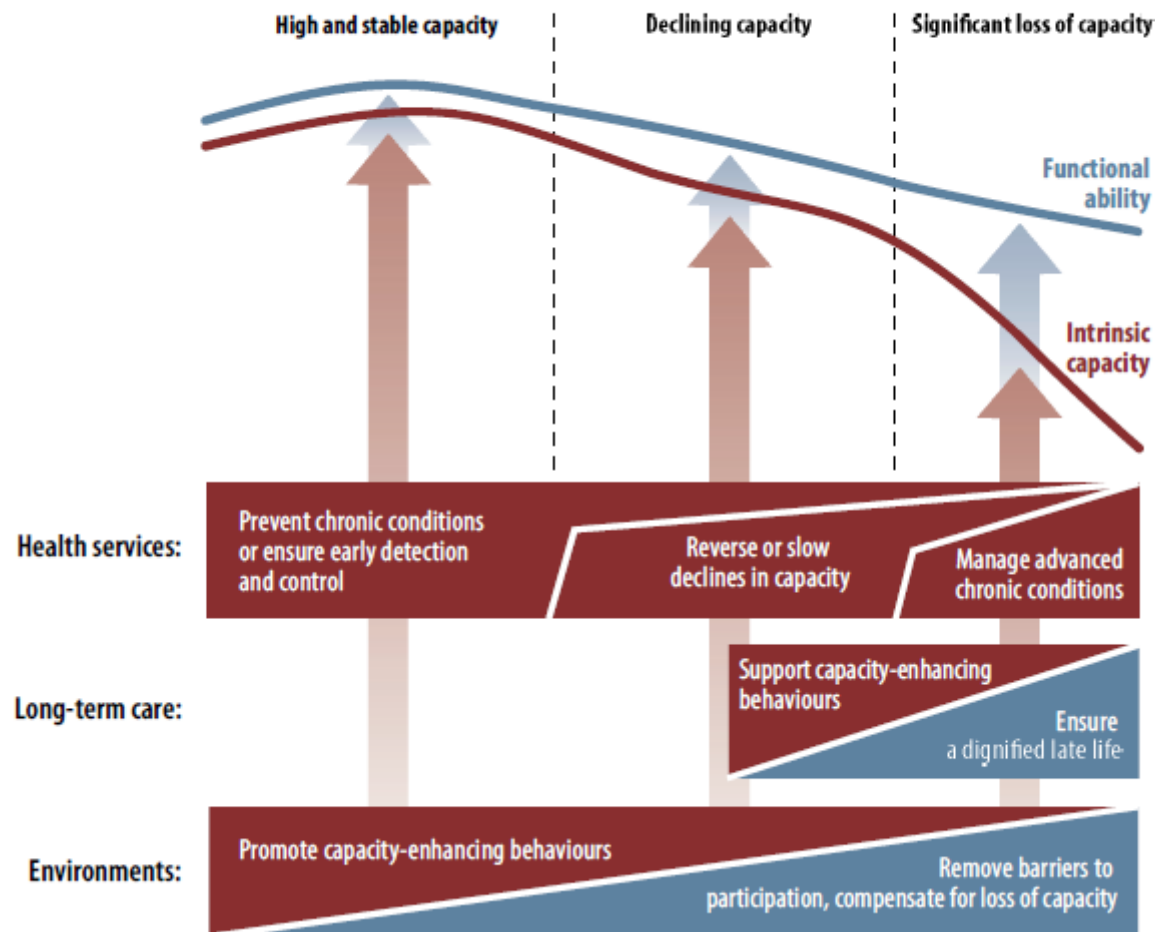 High and stable capacity
Declining capacity
Significant loss of capacity
Functional
ability
Intrinsic
capacity
Health services:
Prevent chronic conditions
or ensure early detection
and control
Reverse or slow
declines in capacity
Manage advanced
chronic conditions
Long-term care:
Support capacity-enhancing
behaviours
Ensure
a dignified late life
Environments:
Promote capacity-enhancing behaviours
Remove barriers to
participation, compensate for loss of capacity